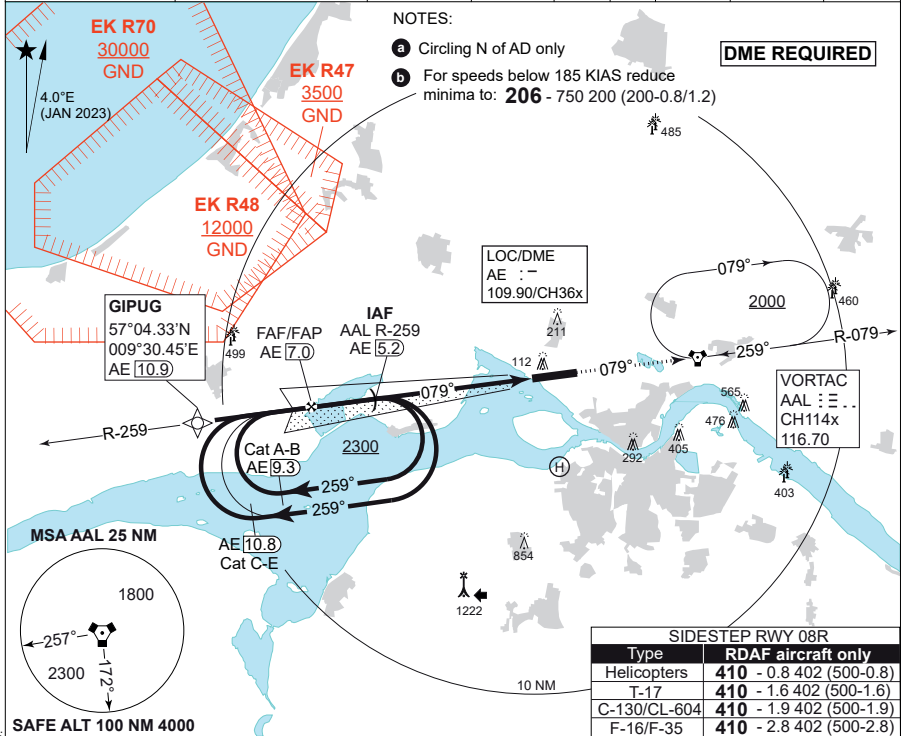 NOTES:
a Circling N of AD only
b For speeds below 185 KIAS reduce
minima to: 206 - 750 200 (200-0.8/1.2)
DME REQUIRED
EK R70
30000
GND
EK R47
3500
GND
4.0°E
(JAN 2023)
EK R48
12000
GND
485
LOC/DME
AE : –
109.90/CH36x
079°
2000
460
259°
R-079
GIPUG
57°04.33'N
009°30.45'E
AE 10.9
499
FAF/FAP
AE 7.0
IAF
AAL R-259
AE 5.2
211
112
079°
079°
VORTAC
AAL
CH114x
116.70
565
476
R-259
Cat A-B
AE 9.3
2300
259°
259°
292
405
H
403
AE 10.8
Cat C-E
854
1222
MSA AAL 25 NM
1800
257°
2300
172°
SAFE ALT 100 NM 4000
10 NM
SIDESTEP RWY 08R
Type RDAF aircraft only
Helicopters 410 - 0.8 402 (500-0.8)
T-17 410 - 1.6 402 (500-1.6)
C-130/CL-604 410 - 1.9 402 (500-1.9)
F-16/F-35 410 - 2.8 402 (500-2.8)